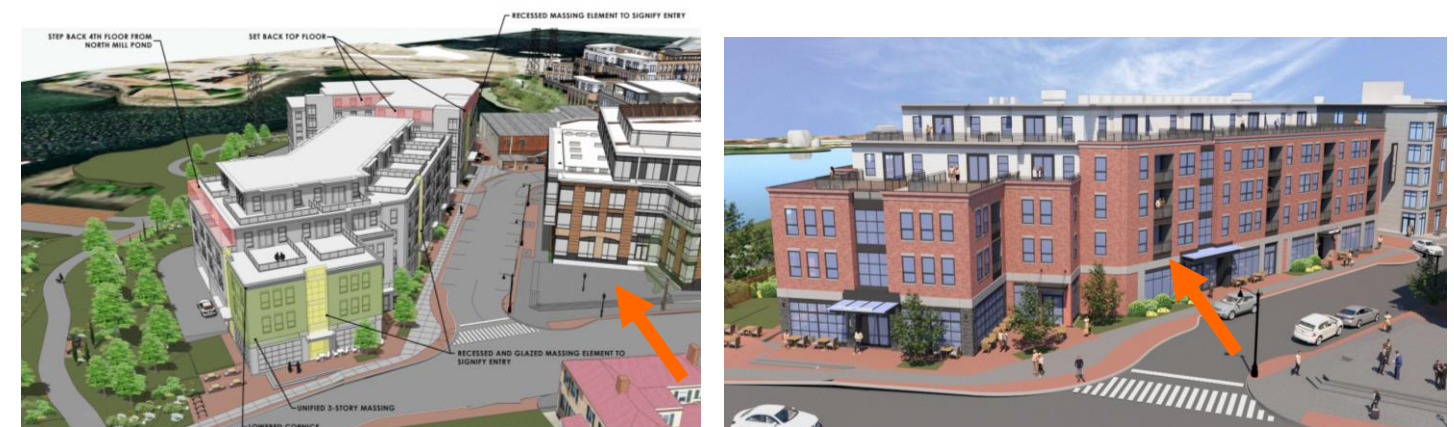 RECESSED MASSING ELEMENT TO SIGNIFY ENTRY
STEP BACK 4TH FLOOR FROM
NORTH MILL POND
SET BACK TOP FLOOR
RECESSED AND GLAZED MASSING ELEMENT TO
SIGNIFY ENTRY
UNIFIED 3-STORY MASSING
LOWERED CORNICE